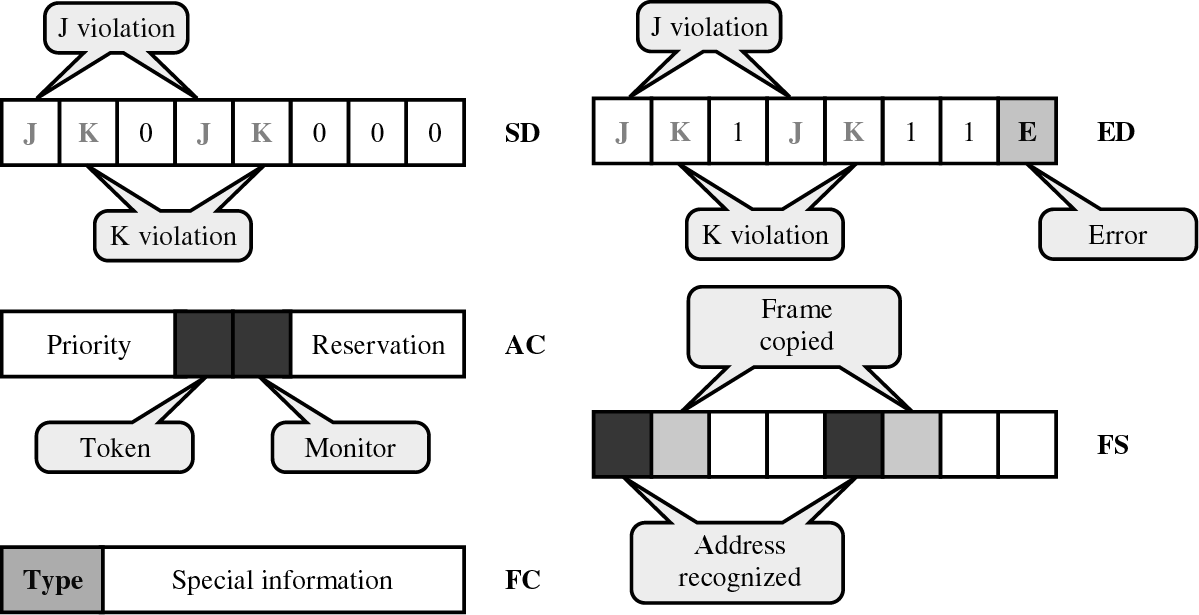 J violation
J K 0 J K 0 0 0 SD
K violation
J violation
J K 1 J K 1 1 E ED
K violation
Error
Priority Reservation AC
Token
Monitor
Frame
copied
FS
Address
recognized
Type Special information FC